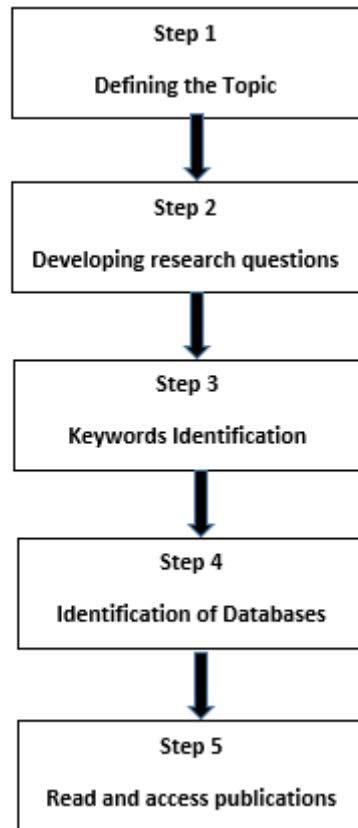 Step 1
Defining the Topic
Step 2
Developing research questions
Step 3
Keywords Identification
Step 4
Identification of Databases
Step 5
Read and access publications